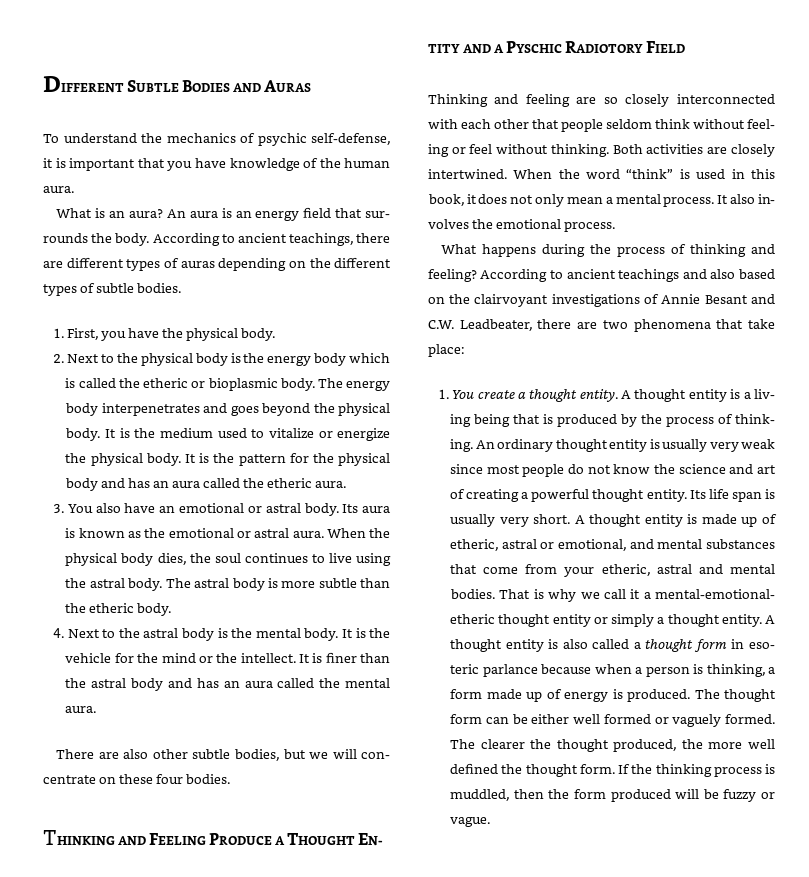 Different Subtle Bodies and Auras
To understand the mechanics of psychic self-defense,
it is important that you have knowledge of the human
aura.
What is an aura? An aura is an energy field that sur-
rounds the body. According to ancient teachings, there
are different types of auras depending on the different
types of subtle bodies.
1. First, you have the physical body.
2. Next to the physical body is the energy body which
is called the etheric or bioplasmic body. The energy
body interpenetrates and goes beyond the physical
body. It is the medium used to vitalize or energize
the physical body. It is the pattern for the physical
body and has an aura called the etheric aura.
3. You also have an emotional or astral body. Its aura
is known as the emotional or astral aura. When the
physical body dies, the soul continues to live using
the astral body. The astral body is more subtle than
the etheric body.
4. Next to the astral body is the mental body. It is the
vehicle for the mind or the intellect. It is finer than
the astral body and has an aura called the mental
aura.
There are also other subtle bodies, but we will con-
centrate on these four bodies.
Thinking and Feeling Produce a Thought En-
tity and a Pyschic Radiotory Field
Thinking and feeling are so closely interconnected
with each other that people seldom think without feel-
ing or feel without thinking. Both activities are closely
intertwined. When the word “think” is used in this
book, it does not only mean a mental process. It also in-
volves the emotional process.
What happens during the process of thinking and
feeling? According to ancient teachings and also based
on the clairvoyant investigations of Annie Besant and
C.W. Leadbeater, there are two phenomena that take
place:
1. You create a thought entity. A thought entity is a liv-
ing being that is produced by the process of think-
ing. An ordinary thought entity is usually very weak
since most people do not know the science and art
of creating a powerful thought entity. Its life span is
usually very short. A thought entity is made up of
etheric, astral or emotional, and mental substances
that come from your etheric, astral and mental
bodies. That is why we call it a mental-emotional-
etheric thought entity or simply a thought entity. A
thought entity is also called a thought form in eso-
teric parlance because when a person is thinking, a
form made up of energy is produced. The thought
form can be either well formed or vaguely formed.
The clearer the thought produced, the more well
defined the thought form. If the thinking process is
muddled, then the form produced will be fuzzy or
vague.